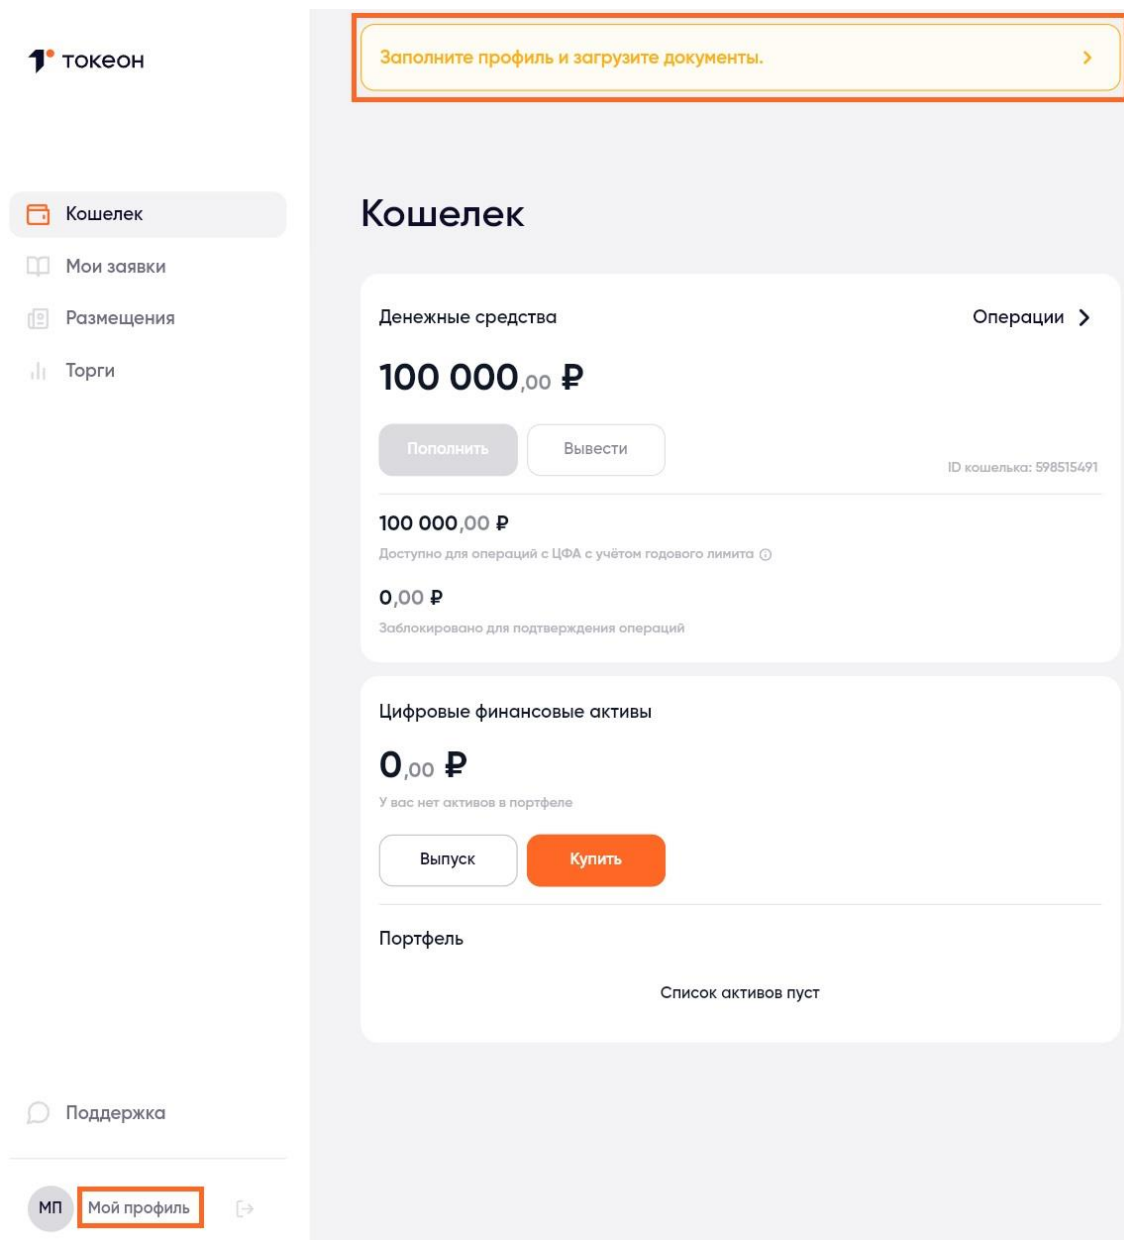 токеон
Заполните профиль и загрузите документы.
Кошелек
Мои заявки
Размещения
Торги
Кошелек
Денежные средства
Операции
100 000,00 ₽
Пополнить
Вывести
ID кошелька: 598515491
100 000,00 ₽
Доступно для операций с ЦФА с учётом годового лимита
0,00 ₽
Заблокировано для подтверждения операций
Цифровые финансовые активы
0,00 ₽
У вас нет активов в портфеле
Выпуск
Купить
Портфель
Список активов пуст
Поддержка
МП
Мой профиль